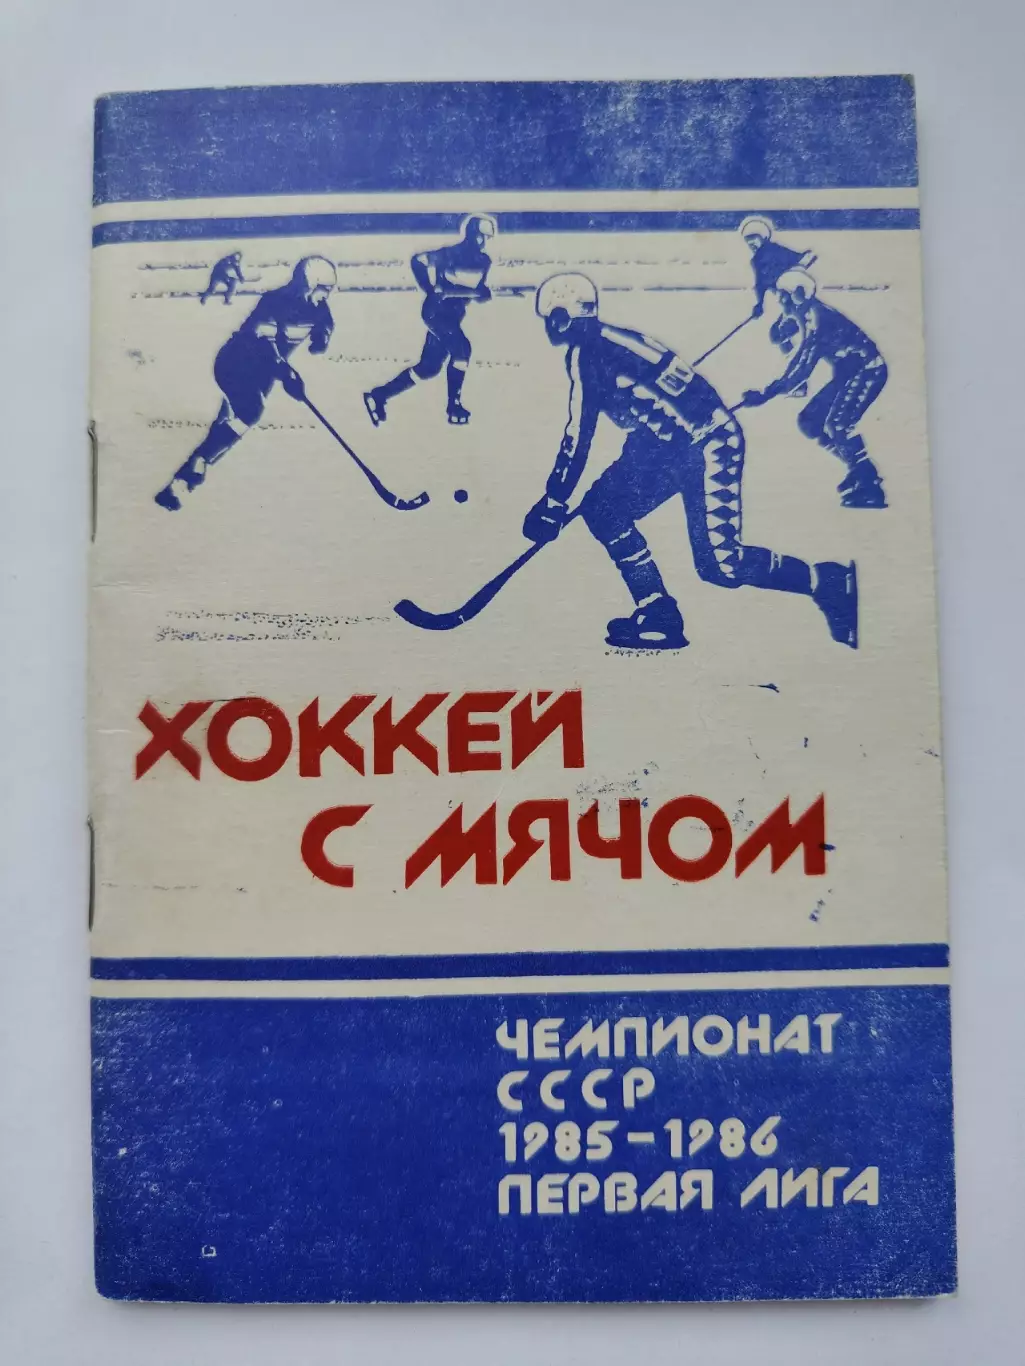 ХОККЕЙ
С МЯЧОМ
ЧЕМПИОНАТ
СССР
1985-1986
ПЕРВАЯ ЛИГА